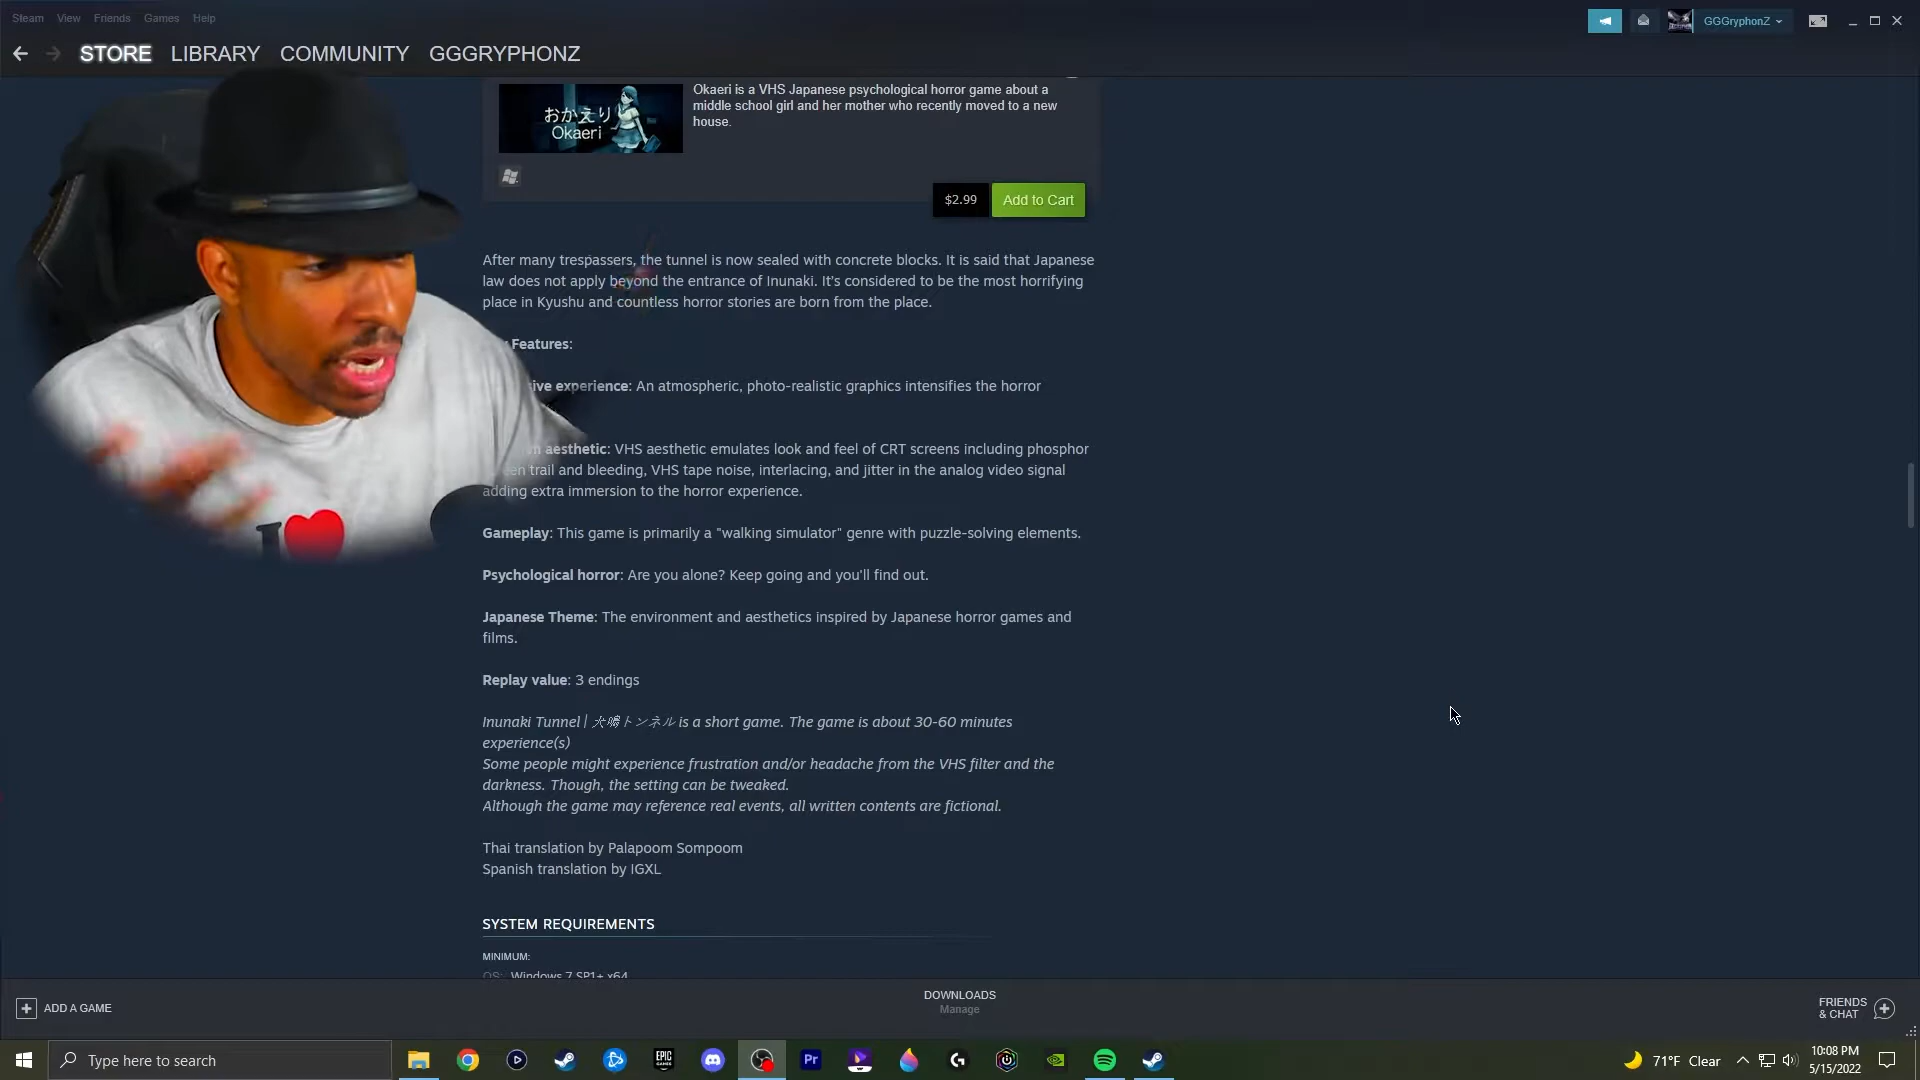 Steam View Friends Games Help
GGGryphonZ
STORE LIBRARY COMMUNITY GGGRYPHONZ
おかえり
Okaeri
Okaeri is a VHS Japanese psychological horror game about a
middle school girl and her mother who recently moved to a new
house.
$2.99 Add to Cart
After many trespassers, the tunnel is now sealed with concrete blocks. It is said that Japanese
law does not apply beyond the entrance of Inunaki. It's considered to be the most horrifying
place in Kyushu and countless horror stories are born from the place.
Features:
experience: An atmospheric, photo-realistic graphics intensifies the horror
aesthetic: VHS aesthetic emulates look and feel of CRT screens including phosphor
trail and bleeding, VHS tape noise, interlacing, and jitter in the analog video signal
adding extra immersion to the horror experience.
Gameplay: This game is primarily a "walking simulator" genre with puzzle-solving elements.
Psychological horror: Are you alone? Keep going and you'll find out.
Japanese Theme: The environment and aesthetics inspired by Japanese horror games and
films.
Replay value: 3 endings
Inunaki Tunnel | 犬鳴トンネル is a short game. The game is about 30-60 minutes
experience(s)
Some people might experience frustration and/or headache from the VHS filter and the
darkness. Though, the setting can be tweaked.
Although the game may reference real events, all written contents are fictional.
Thai translation by Palapoom Sompoom
Spanish translation by IGXL
SYSTEM REQUIREMENTS
MINIMUM:
OS: Windows 7 SP1+ x64
I
ADD A GAME
DOWNLOADS
Manage
FRIENDS
& CHAT
Type here to search
EPIC
GAMES
Pr
71°F Clear
10:08 PM
5/15/2022